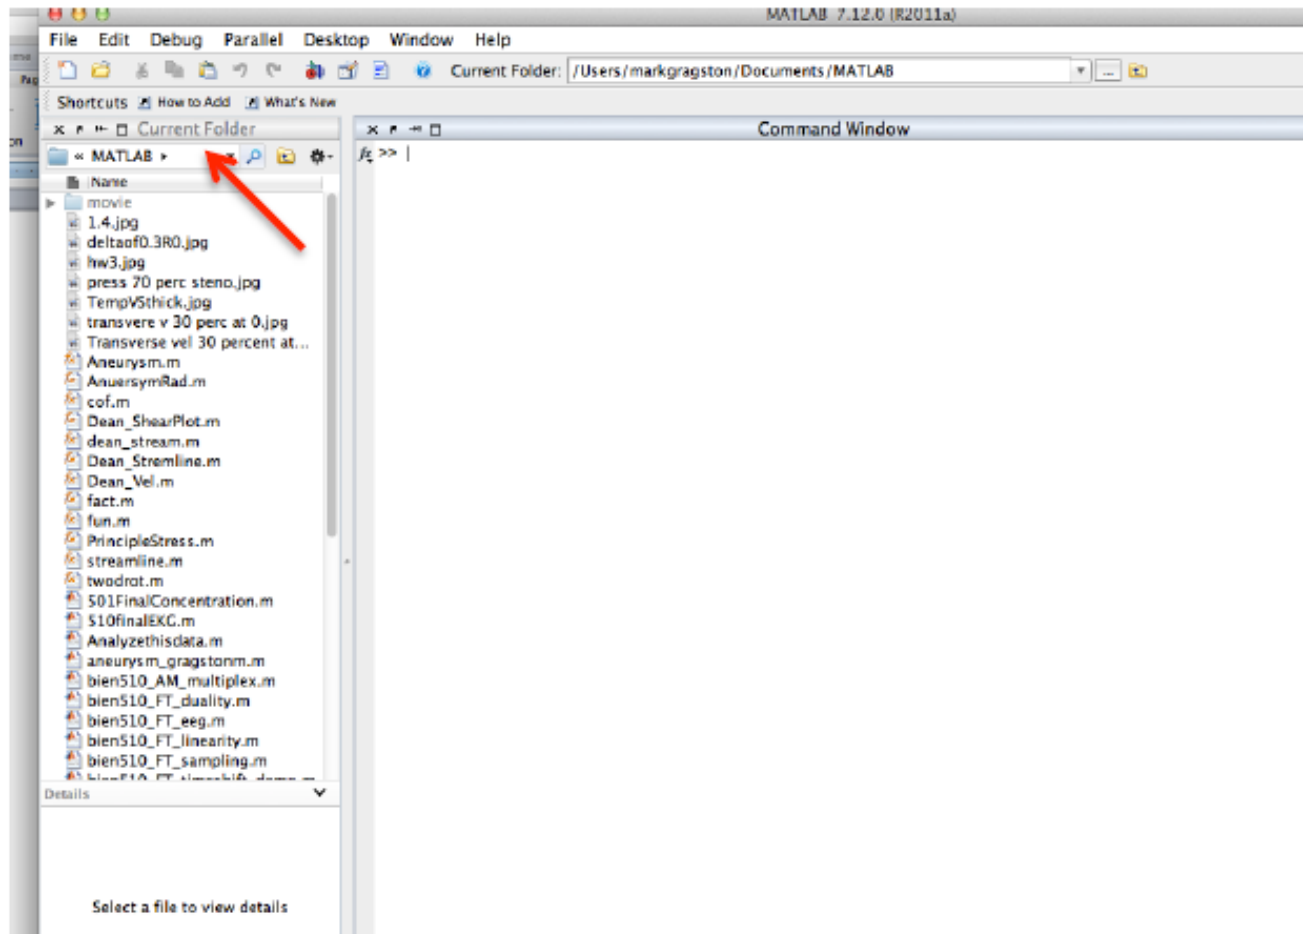 MATLAB 7.12.0 (R2011a)
File Edit Debug Parallel Desktop Window Help
Current Folder: /Users/markgragston/Documents/MATLAB
Shortcuts How to Add What's New
Current Folder
Command Window
« MATLAB
fx >>
Name
movie
1.4.jpg
deltaof0.3R0.jpg
hw3.jpg
press 70 perc steno.jpg
TempVSthick.jpg
transvere v 30 perc at 0.jpg
Transverse vel 30 percent at...
Aneurysm.m
AnuersymRad.m
cof.m
Dean_ShearPlot.m
dean_stream.m
Dean_Stremline.m
Dean_Vel.m
fact.m
fun.m
PrincipleStress.m
streamline.m
twodrot.m
501FinalConcentration.m
510finalEKG.m
Analyzethisdata.m
aneurysm_gragstonm.m
bien510_AM_multiplex.m
bien510_FT_duality.m
bien510_FT_eeg.m
bien510_FT_linearity.m
bien510_FT_sampling.m
Details
Select a file to view details